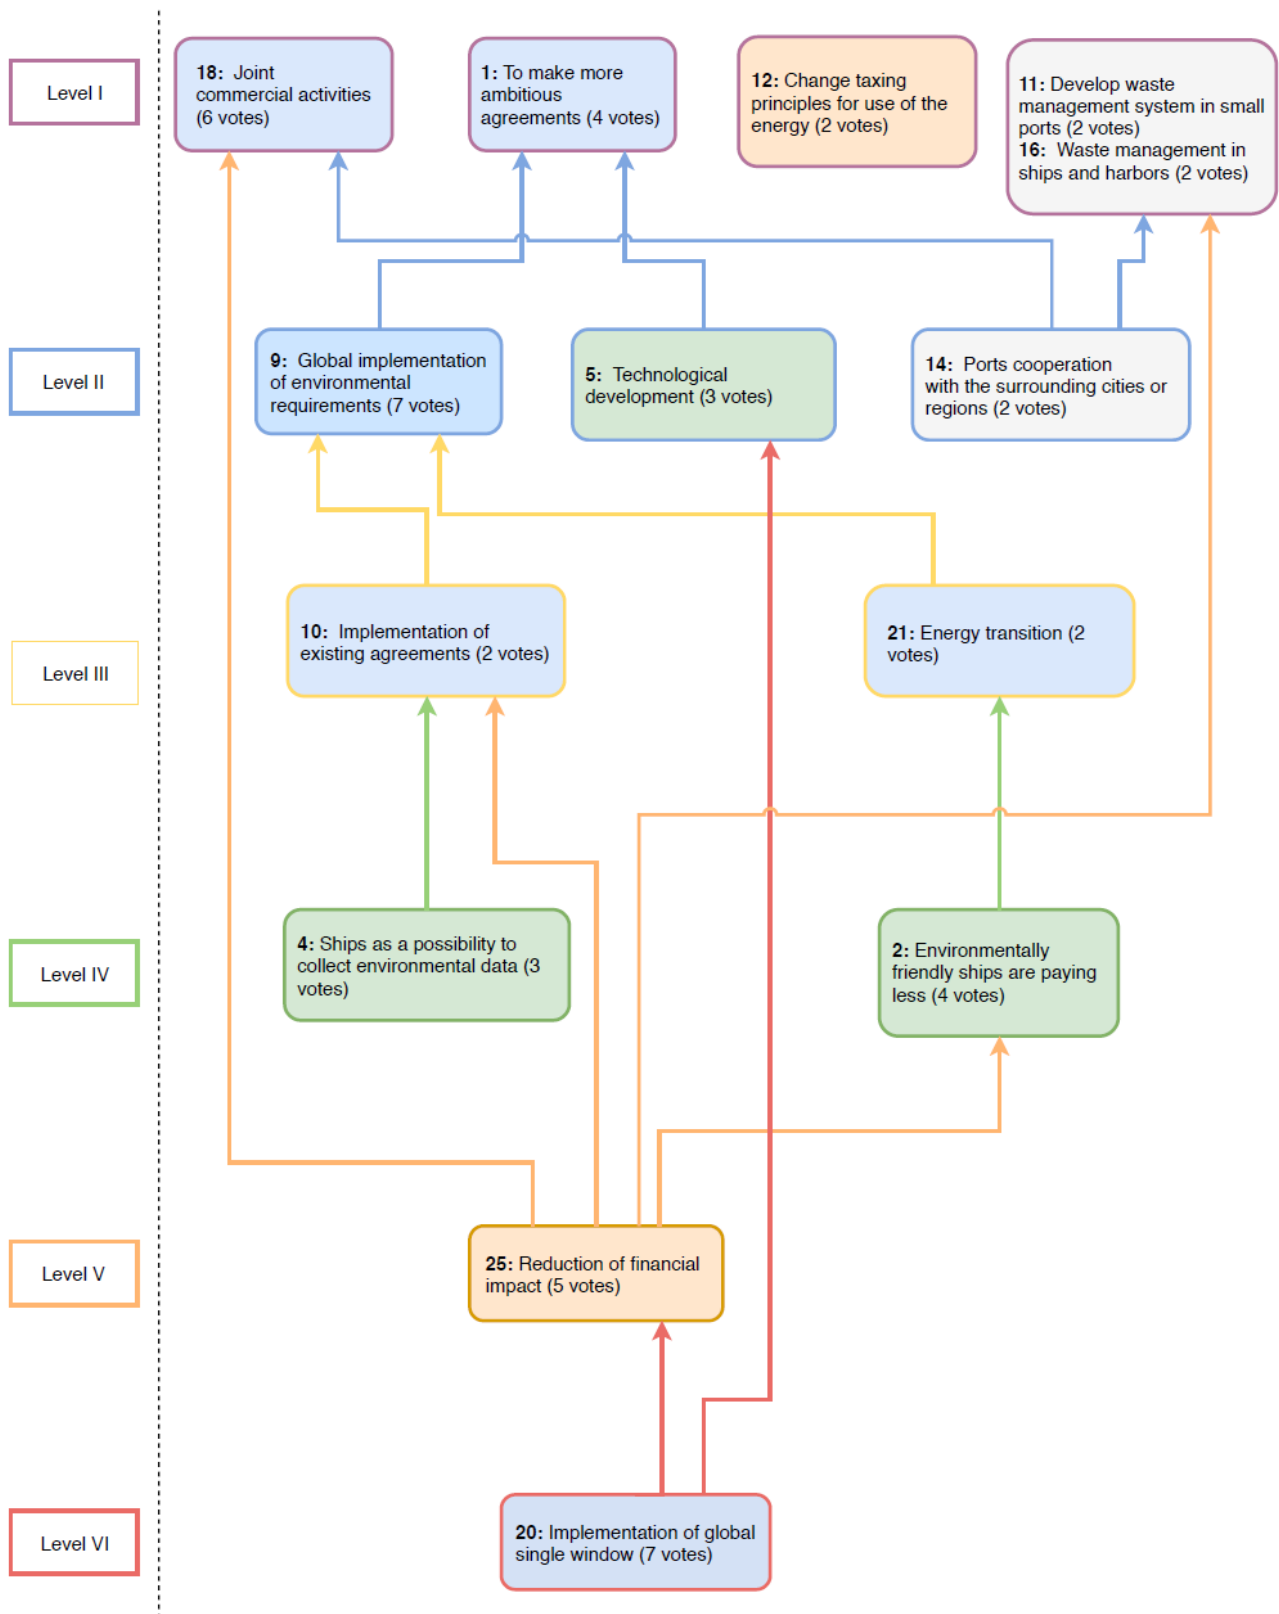 Level I
18: Joint
commercial activities
(6 votes)
1: To make more
ambitious
agreements (4 votes)
12: Change taxing
principles for use of the
energy (2 votes)
11: Develop waste
management system in small
ports (2 votes)
16: Waste management in
ships and harbors (2 votes)
Level II
9: Global implementation
of environmental
requirements (7 votes)
5: Technological
development (3 votes)
14: Ports cooperation
with the surrounding cities or
regions (2 votes)
Level III
10: Implementation of
existing agreements (2 votes)
21: Energy transition (2
votes)
Level IV
4: Ships as a possibility to
collect environmental data (3
votes)
2: Environmentally
friendly ships are paying
less (4 votes)
Level V
25: Reduction of financial
impact (5 votes)
Level VI
20: Implementation of global
single window (7 votes)